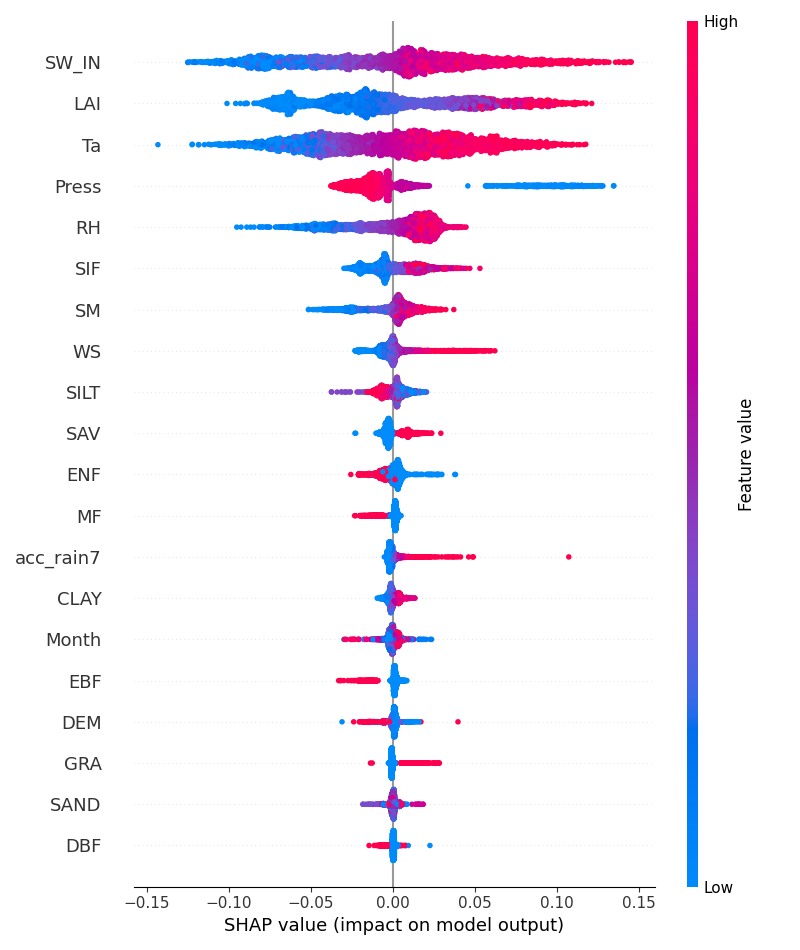 High
SW_IN
LAI
Ta
Press
RH
SIF
SM
WS
SILT
SAV
ENF
MF
acc_rain7
CLAY
Month
EBF
DEM
GRA
SAND
DBF
Feature value
Low
−0.15 −0.10 −0.05 0.00 0.05 0.10 0.15
SHAP value (impact on model output)